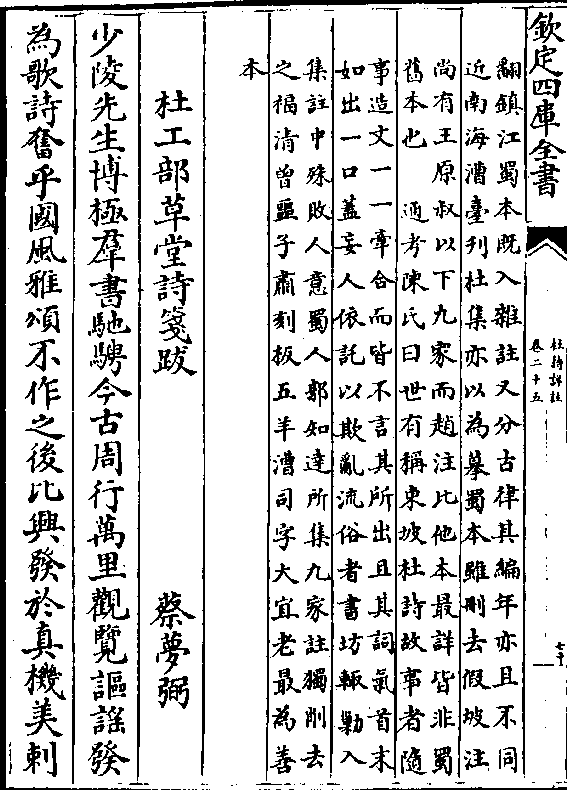 欽定四庫全書
杜詩詳註
卷二十五
翻鎮江蜀本既入雜註又分古律其編年亦且不同
近南海漕臺刊杜集亦以為摹蜀本雖刪去假坡注
尚有王原叔以下九家而趙注比他本最詳皆非蜀
舊本也　通考陳氏曰世有稱東坡杜詩故事者隨
事造文一一牽合而皆不言其所出且其詞氣首末
如出一口蓋妄人依託以欺亂流俗者書坊輒勦入
集註中殊敗人意蜀人郭知達所集九家註獨削去
之福清曾噩子肅刻板五羊漕司字大宜老最為善
本
杜工部草堂詩箋跋　蔡夢弼
少陵先生博極羣書馳騁今古周行萬里觀覽謳謠發
為歌詩奮乎國風雅頌不作之後比興發於真機美刺